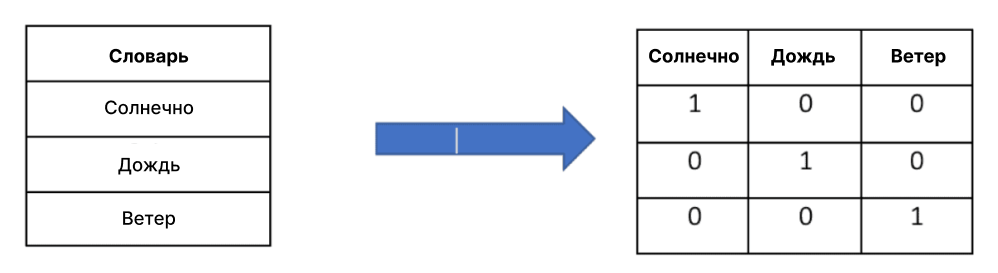 Словарь
Солнечно
Дождь
Ветер
Солнечно Дождь Ветер
1 0 0
0 1 0
0 0 1